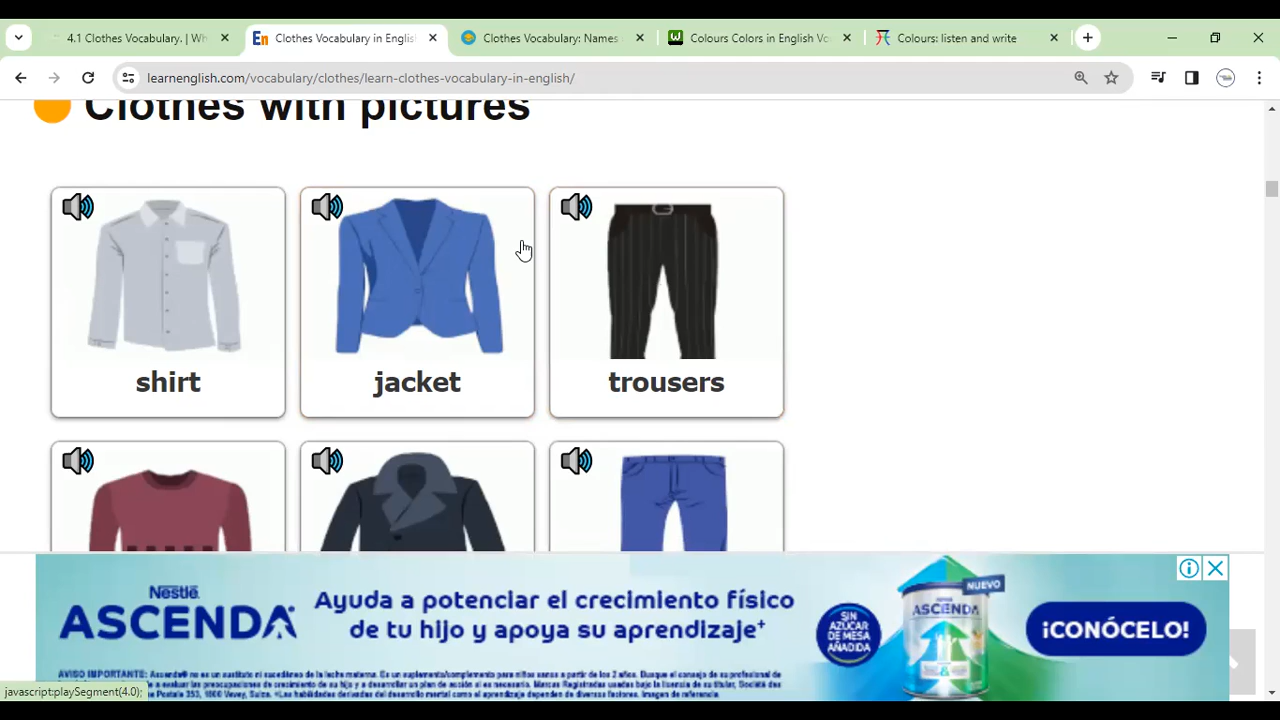 4.1 Clothes Vocabulary. | Wh
Clothes Vocabulary in Englis
Clothes Vocabulary: Names
Colours Colors in English Vo
Colours: listen and write
learnenglish.com/vocabulary/clothes/learn-clothes-vocabulary-in-english/
Clothes with pictures
shirt
jacket
trousers
Nestlé
ASCENDA
Ayuda a potenciar el crecimiento físico
de tu hijo y apoya su aprendizaje+
SIN
AZÚCAR
DE MESA
AÑADIDA
NUEVO
ASCENDA
¡CONÓCELO!
javascript:playSegment(4.0);